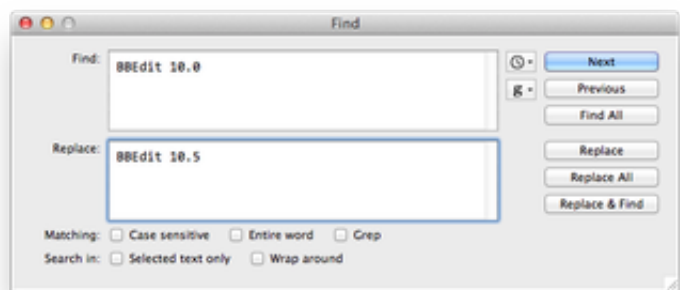 Find
Find:
BBEdit 10.0
g
Next
Previous
Find All
Replace:
BBEdit 10.5
Replace
Replace All
Replace & Find
Matching: Case sensitive Entire word Grep
Search in: Selected text only Wrap around